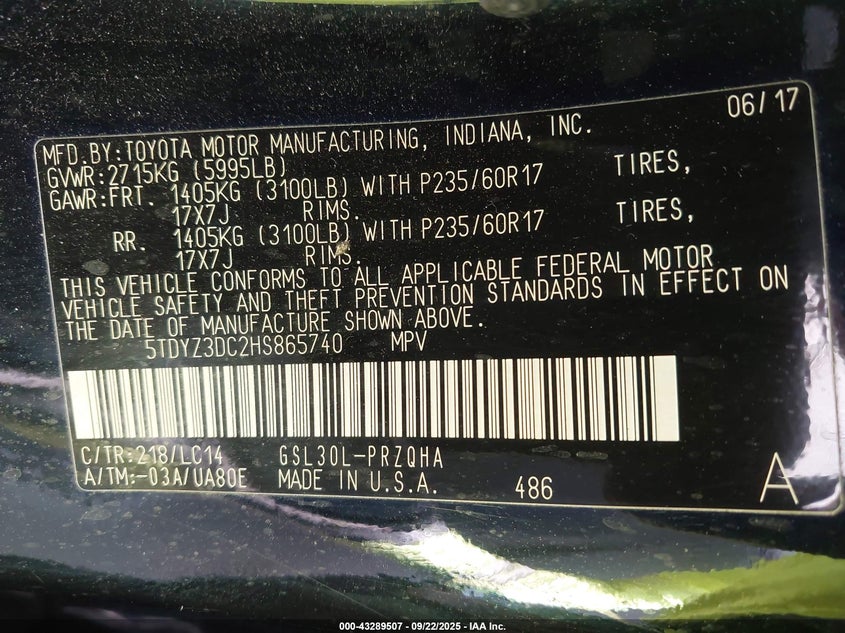 06/17
MFD.BY:TOYOTA MOTOR MANUFACTURING, INDIANA, INC.
GVWR:2715KG (5995LB)
GAWR:FRT. 1405KG (3100LB) WITH P235/60R17 TIRES,
17X7J RIMS.
RR. 1405KG (3100LB) WITH P235/60R17 TIRES,
17X7J RIMS.
THIS VEHICLE CONFORMS TO ALL APPLICABLE FEDERAL MOTOR
VEHICLE SAFETY AND THEFT PREVENTION STANDARDS IN EFFECT ON
THE DATE OF MANUFACTURE SHOWN ABOVE.
5TDYZ3DC2HS865740 MPV
C/TR:218/LC14 GSL30L-PRZQHA
A/TM:-03A/UA80E MADE IN U.S.A. 486 A
000-43289507 - 09/22/2025 - IAA Inc.